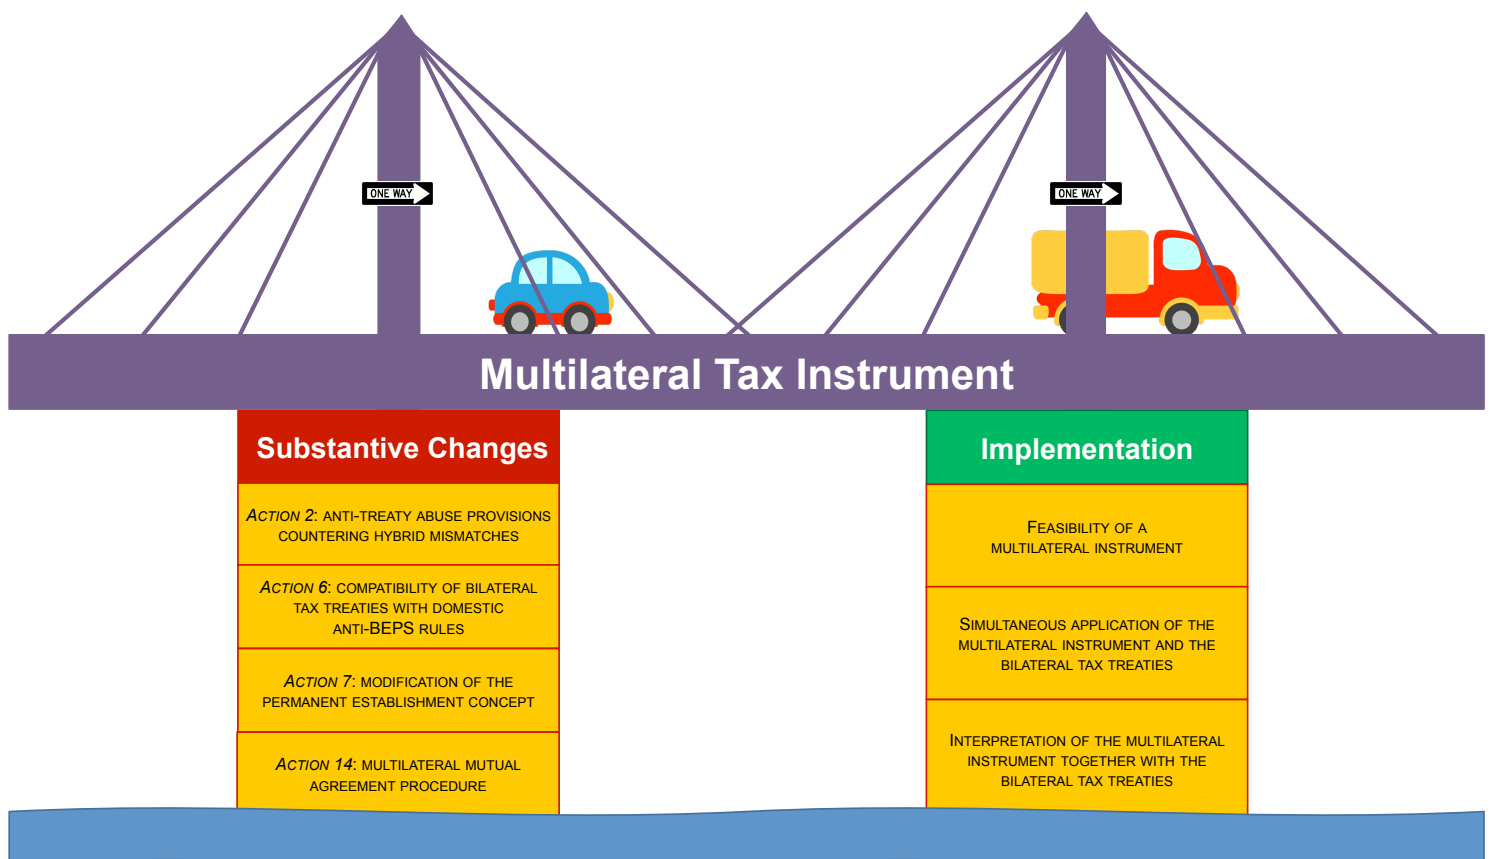 ONE WAY
ONE WAY
Multilateral Tax Instrument
Substantive Changes
Action 2: anti-treaty abuse provisions
countering hybrid mismatches
Action 6: compatibility of bilateral
tax treaties with domestic
anti-BEPS rules
Action 7: modification of the
permanent establishment concept
Action 14: multilateral mutual
agreement procedure
Implementation
Feasibility of a
multilateral instrument
Simultaneous application of the
multilateral instrument and the
bilateral tax treaties
Interpretation of the multilateral
instrument together with the
bilateral tax treaties